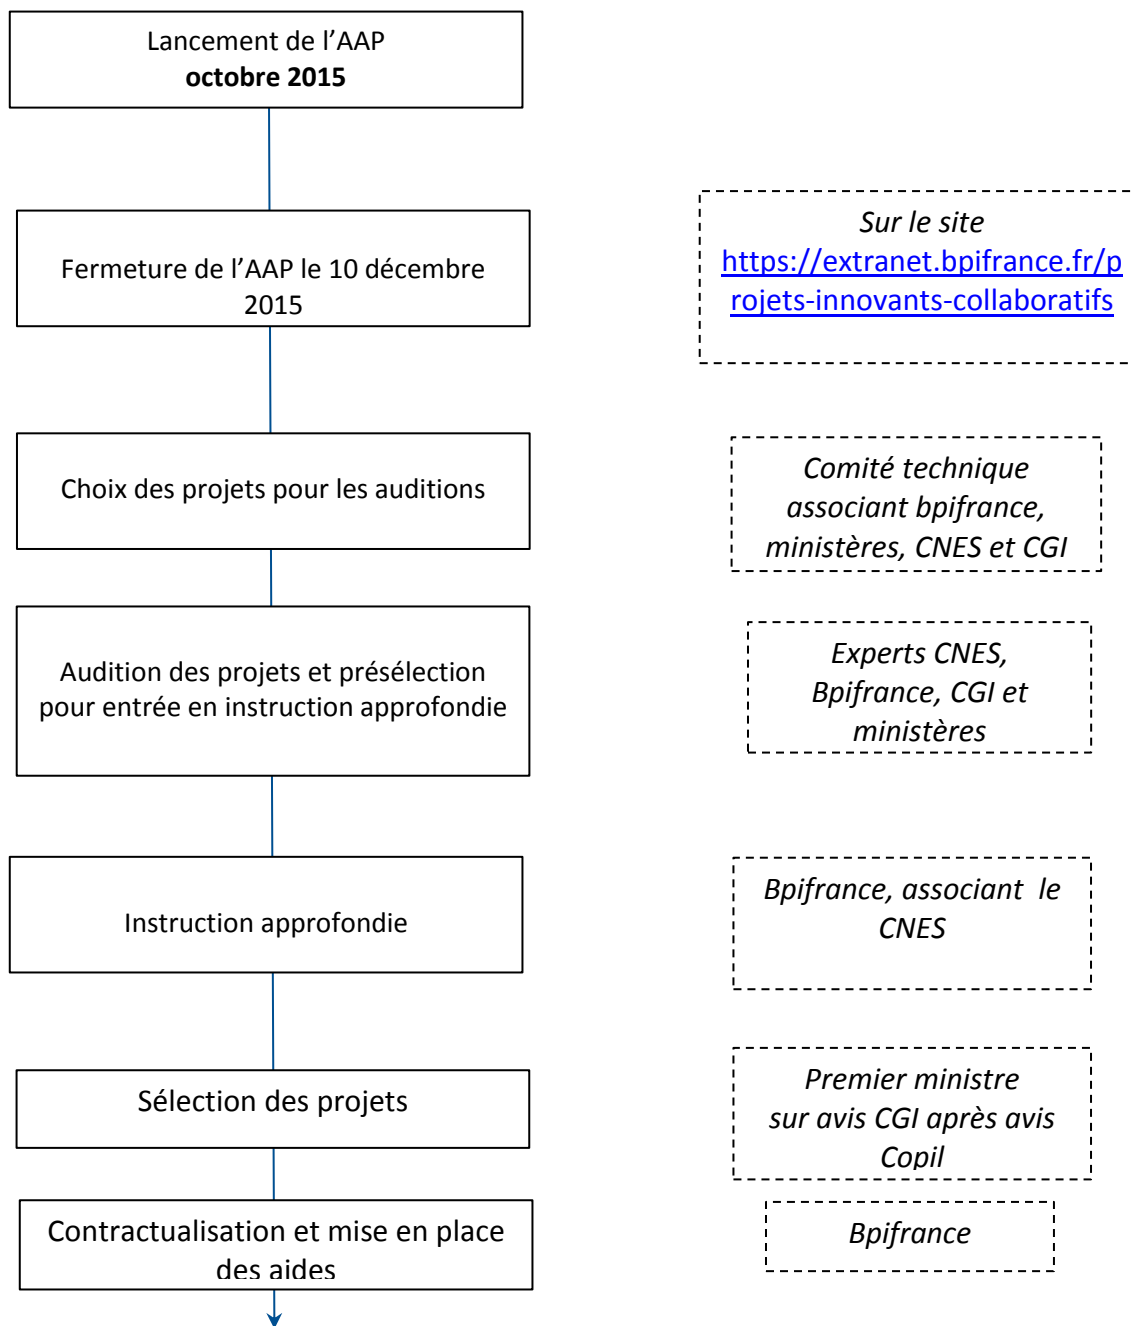 Lancement de l’AAP
octobre 2015
Fermeture de l’AAP le 10 décembre
2015
Sur le site
https://extranet.bpifrance.fr/p
rojets-innovants-collaboratifs
Choix des projets pour les auditions
Comité technique
associant bpifrance,
ministères, CNES et CGI
Audition des projets et présélection
pour entrée en instruction approfondie
Experts CNES,
Bpifrance, CGI et
ministères
Instruction approfondie
Bpifrance, associant  le
CNES
Sélection des projets
Premier ministre
sur avis CGI après avis
Copil
Contractualisation et mise en place
des aides
Bpifrance